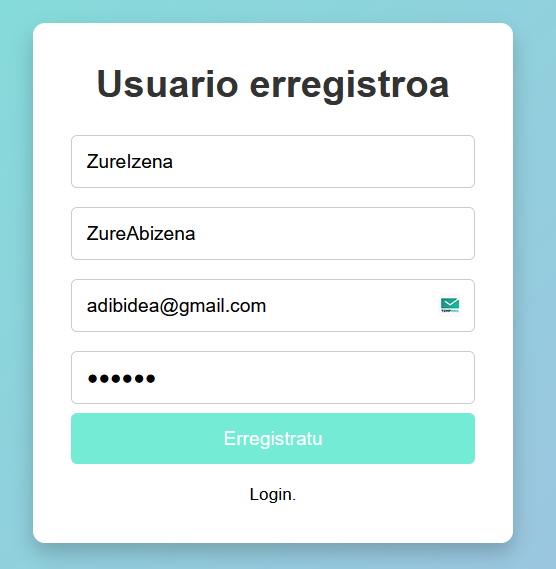 Usuario erregistroa
ZureIzena
ZureAbizena
adibidea@gmail.com
••••••
Erregistratu
Login.